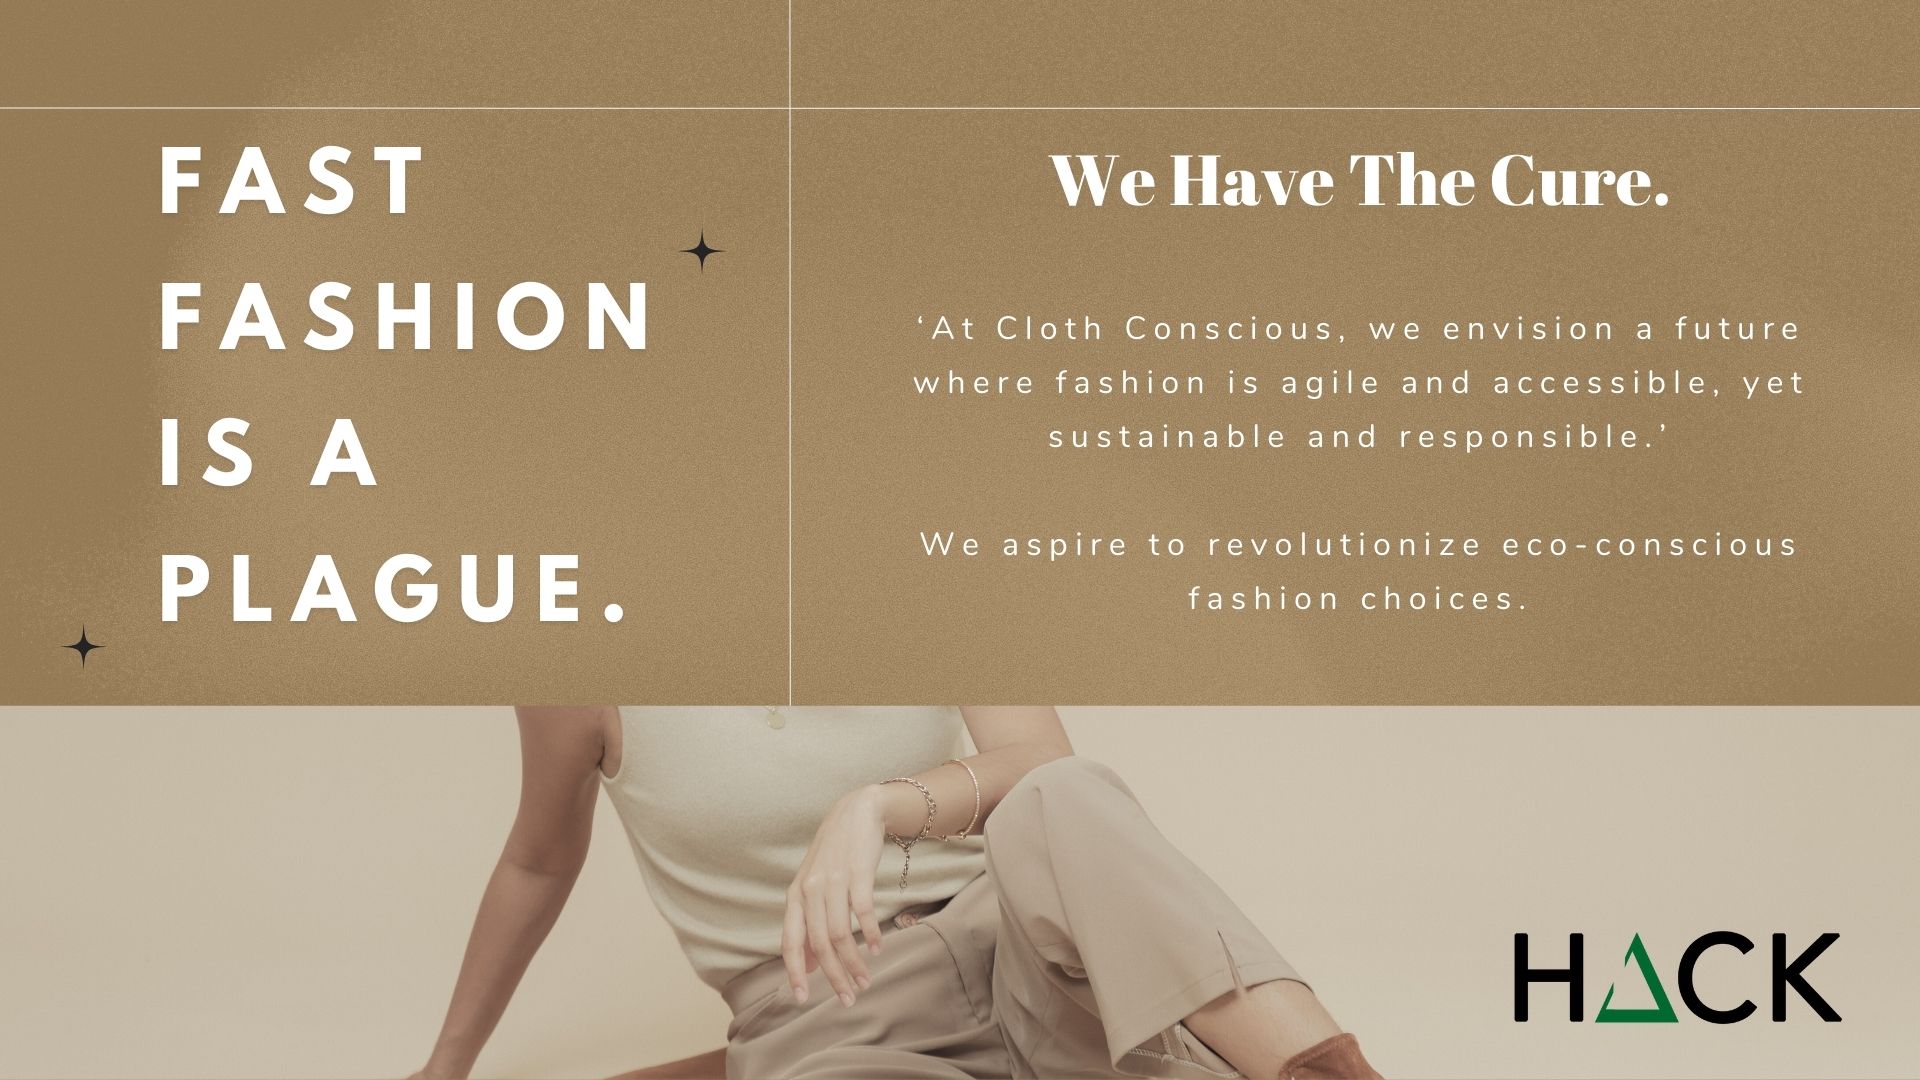 FAST
FASHION
IS A
PLAGUE.
We Have The Cure.
‘At Cloth Conscious, we envision a future
where fashion is agile and accessible, yet
sustainable and responsible.’
We aspire to revolutionize eco-conscious
fashion choices.
HACK